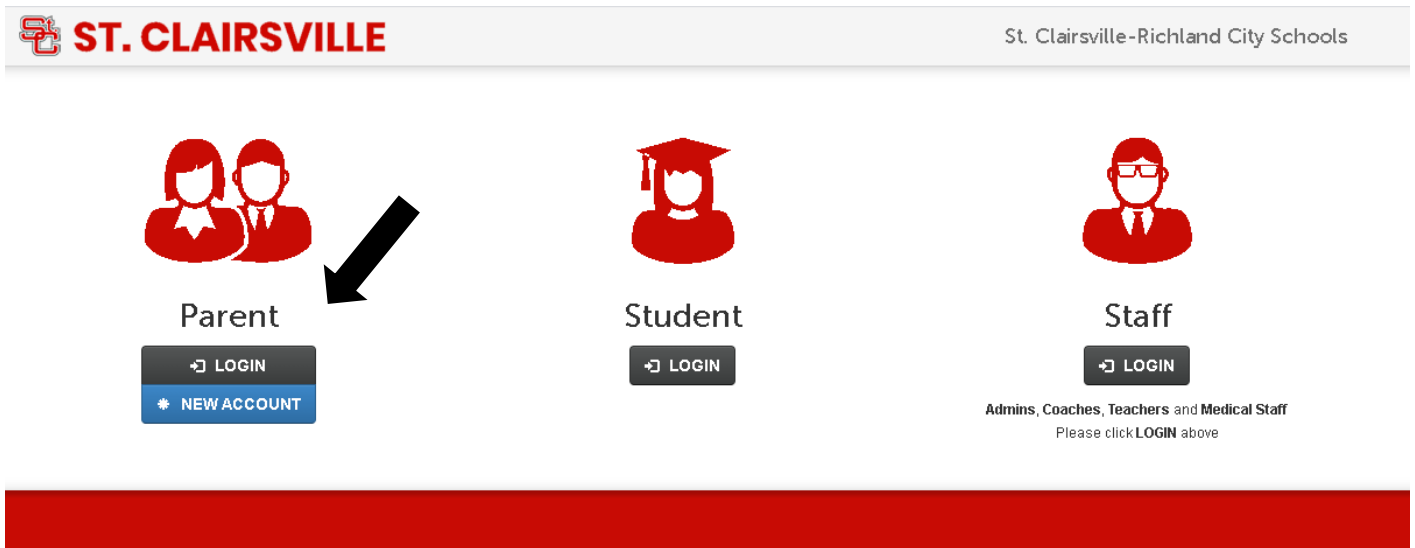 SC ST. CLAIRSVILLE
St. Clairsville-Richland City Schools
Parent
LOGIN
NEW ACCOUNT
Student
LOGIN
Staff
LOGIN
Admins, Coaches, Teachers and Medical Staff
Please click LOGIN above